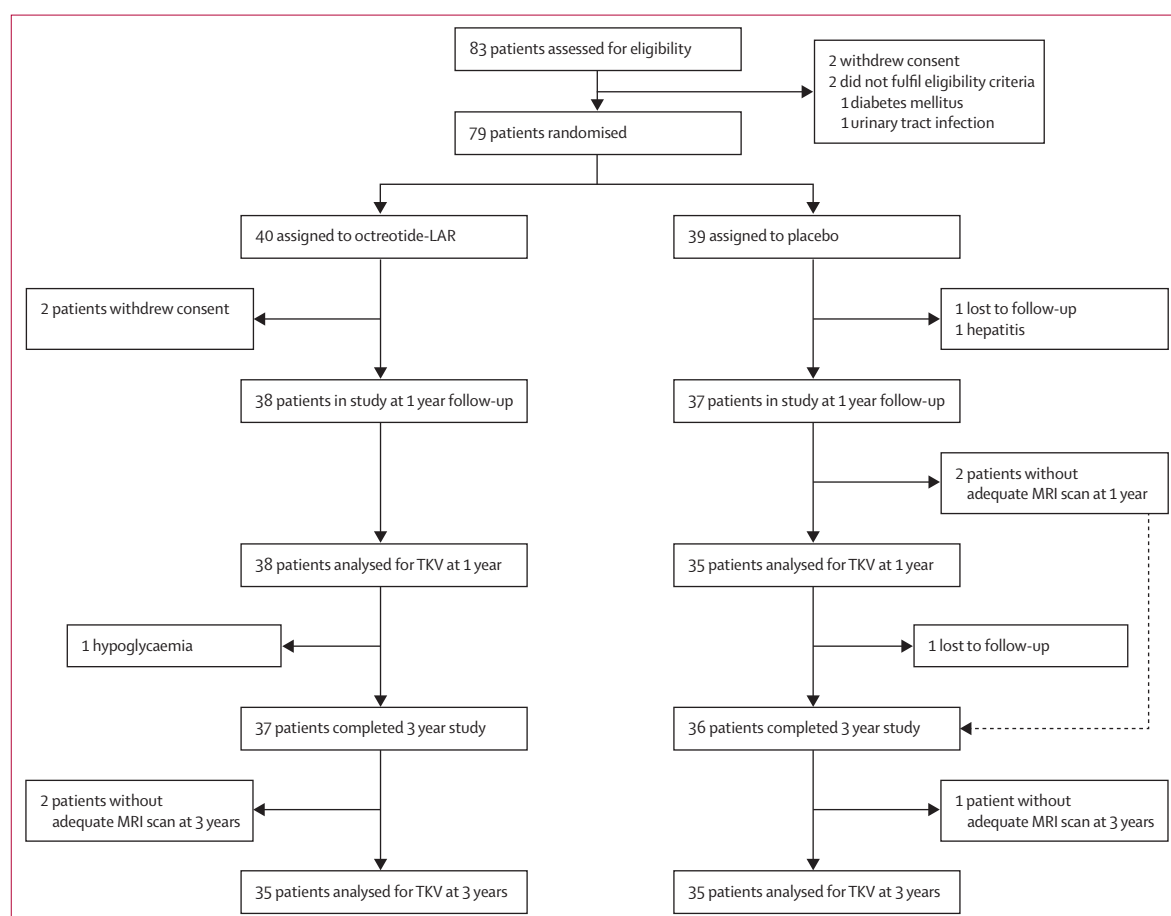 83 patients assessed for eligibility
2 withdrew consent
2 did not fulfil eligibility criteria
1 diabetes mellitus
1 urinary tract infection
79 patients randomised
40 assigned to octreotide-LAR
39 assigned to placebo
2 patients withdrew consent
1 lost to follow-up
1 hepatitis
38 patients in study at 1 year follow-up
37 patients in study at 1 year follow-up
2 patients without
adequate MRI scan at 1 year
38 patients analysed for TKV at 1 year
35 patients analysed for TKV at 1 year
1 hypoglycaemia
1 lost to follow-up
37 patients completed 3 year study
36 patients completed 3 year study
2 patients without
adequate MRI scan at 3 years
1 patient without
adequate MRI scan at 3 years
35 patients analysed for TKV at 3 years
35 patients analysed for TKV at 3 years